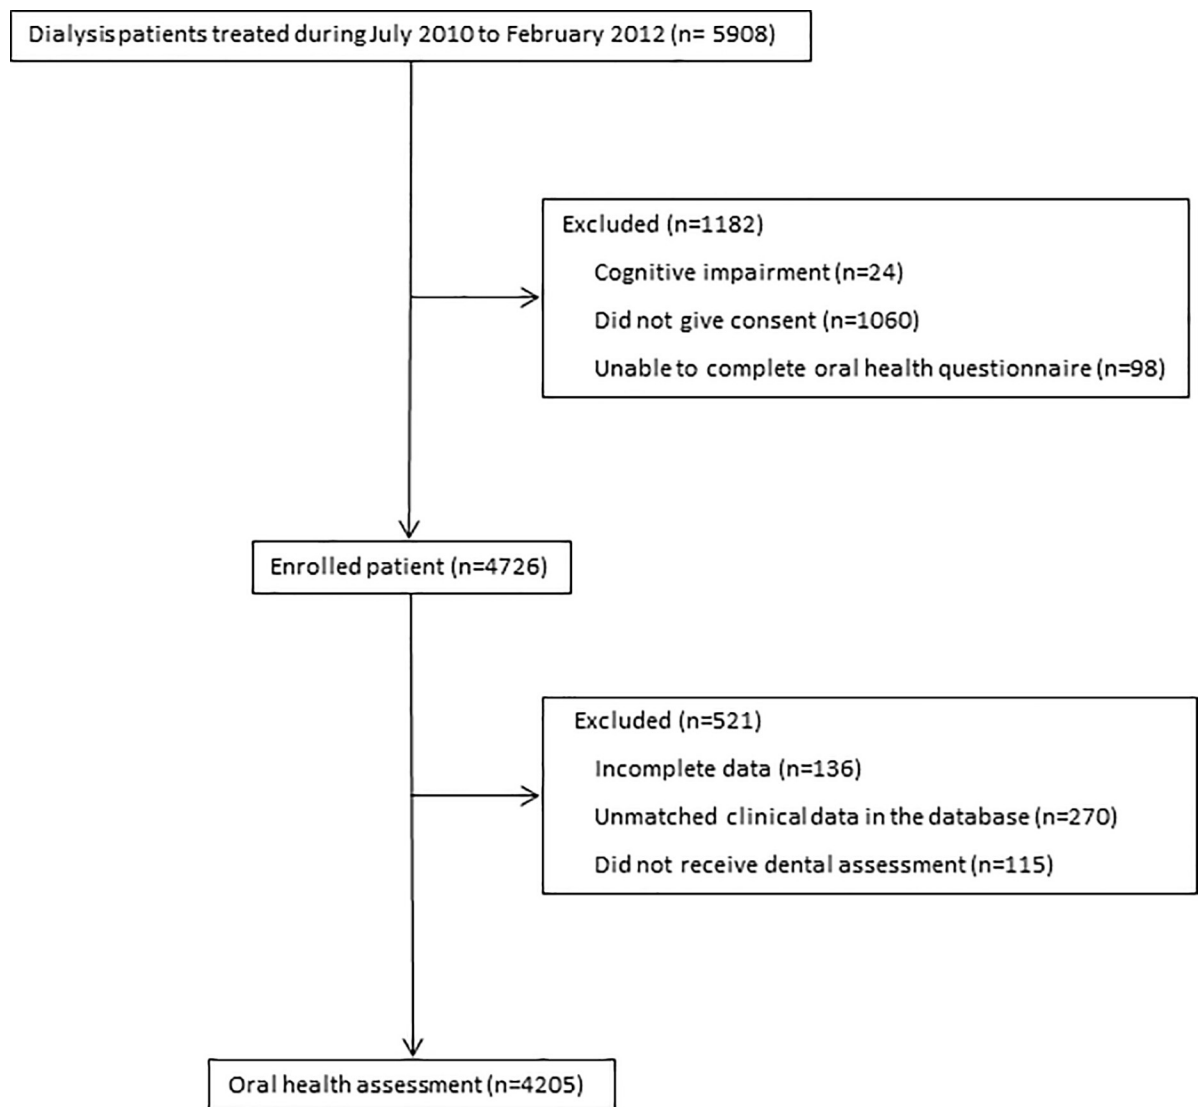 Dialysis patients treated during July 2010 to February 2012 (n= 5908)
Excluded (n=1182)
Cognitive impairment (n=24)
Did not give consent (n=1060)
Unable to complete oral health questionnaire (n=98)
Enrolled patient (n=4726)
Excluded (n=521)
Incomplete data (n=136)
Unmatched clinical data in the database (n=270)
Did not receive dental assessment (n=115)
Oral health assessment (n=4205)